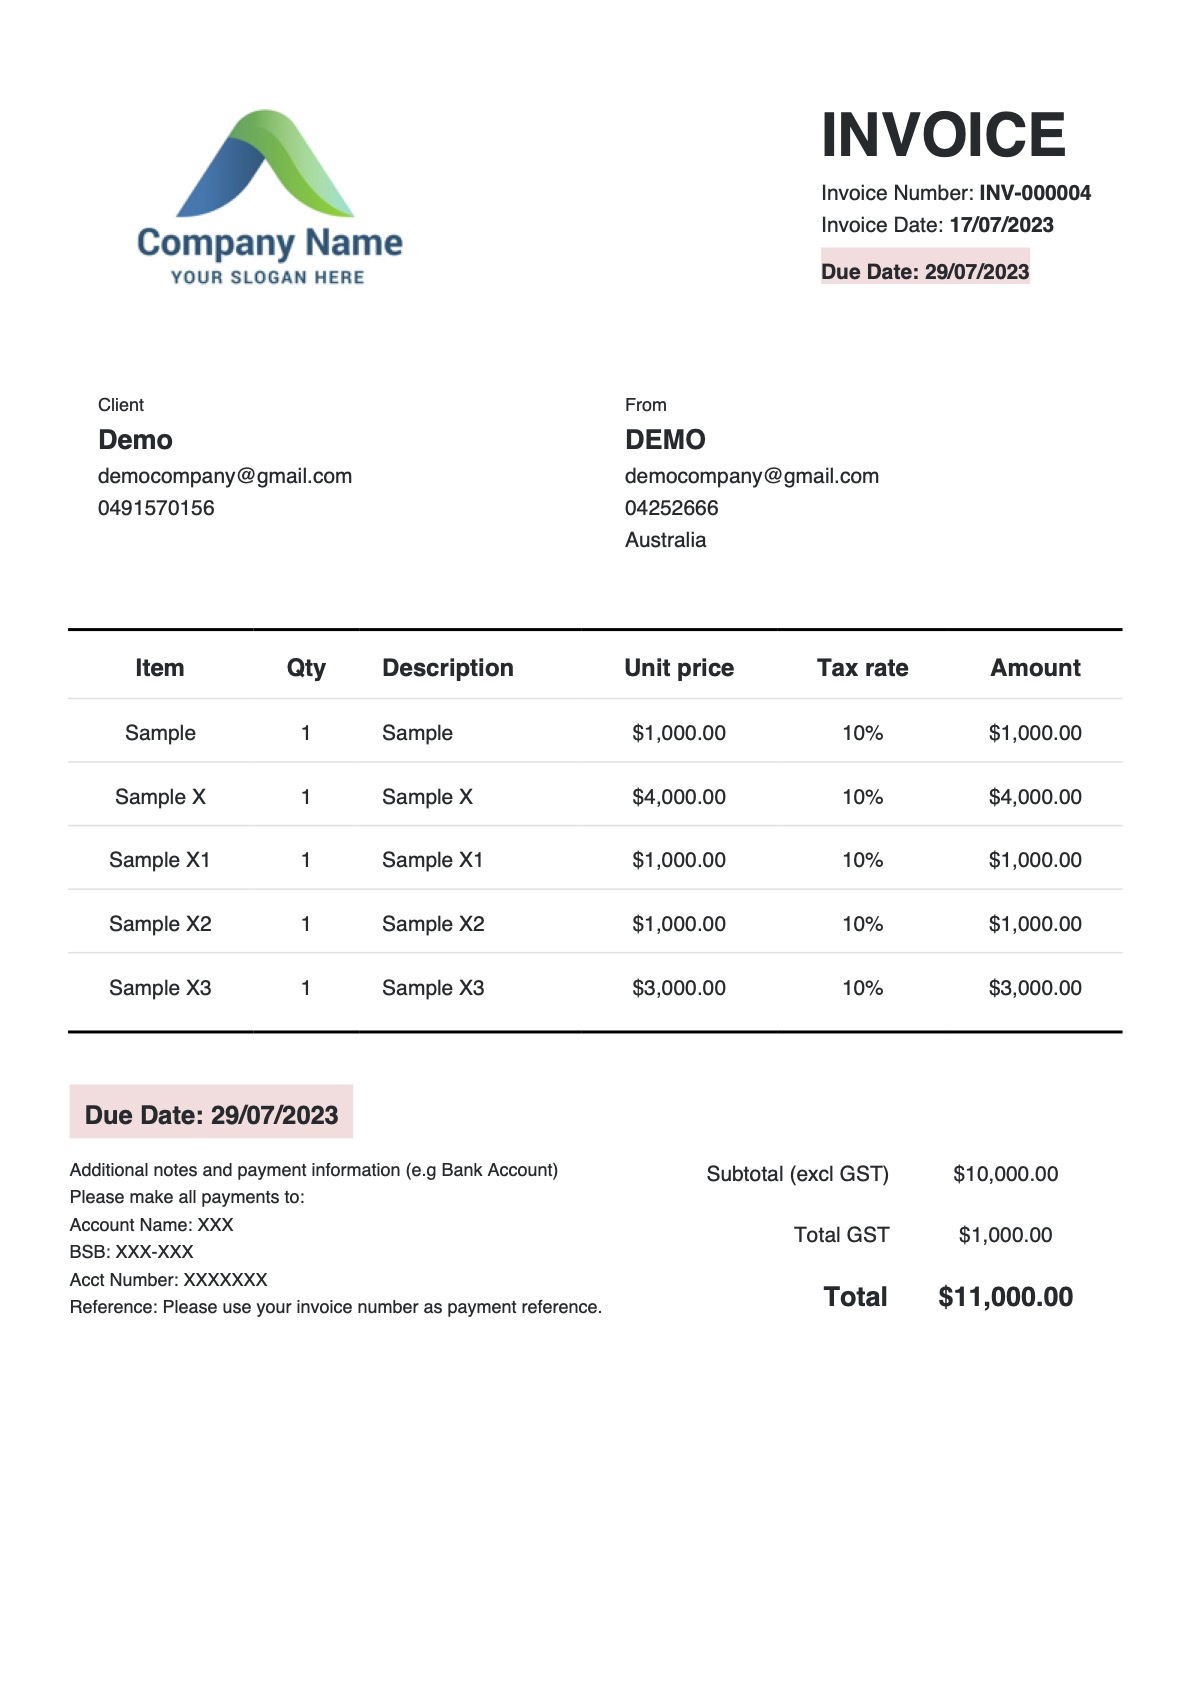 Company Name
YOUR SLOGAN HERE
INVOICE
Invoice Number: INV-000004
Invoice Date: 17/07/2023
Due Date: 29/07/2023
Client
Demo
democompany@gmail.com
0491570156
From
DEMO
democompany@gmail.com
04252666
Australia
Item Qty Description Unit price Tax rate Amount
Sample 1 Sample $1,000.00 10% $1,000.00
Sample X 1 Sample X $4,000.00 10% $4,000.00
Sample X1 1 Sample X1 $1,000.00 10% $1,000.00
Sample X2 1 Sample X2 $1,000.00 10% $1,000.00
Sample X3 1 Sample X3 $3,000.00 10% $3,000.00
Due Date: 29/07/2023
Additional notes and payment information (e.g Bank Account)
Please make all payments to:
Account Name: XXX
BSB: XXX-XXX
Acct Number: XXXXXXX
Reference: Please use your invoice number as payment reference.
Subtotal (excl GST) $10,000.00
Total GST $1,000.00
Total $11,000.00